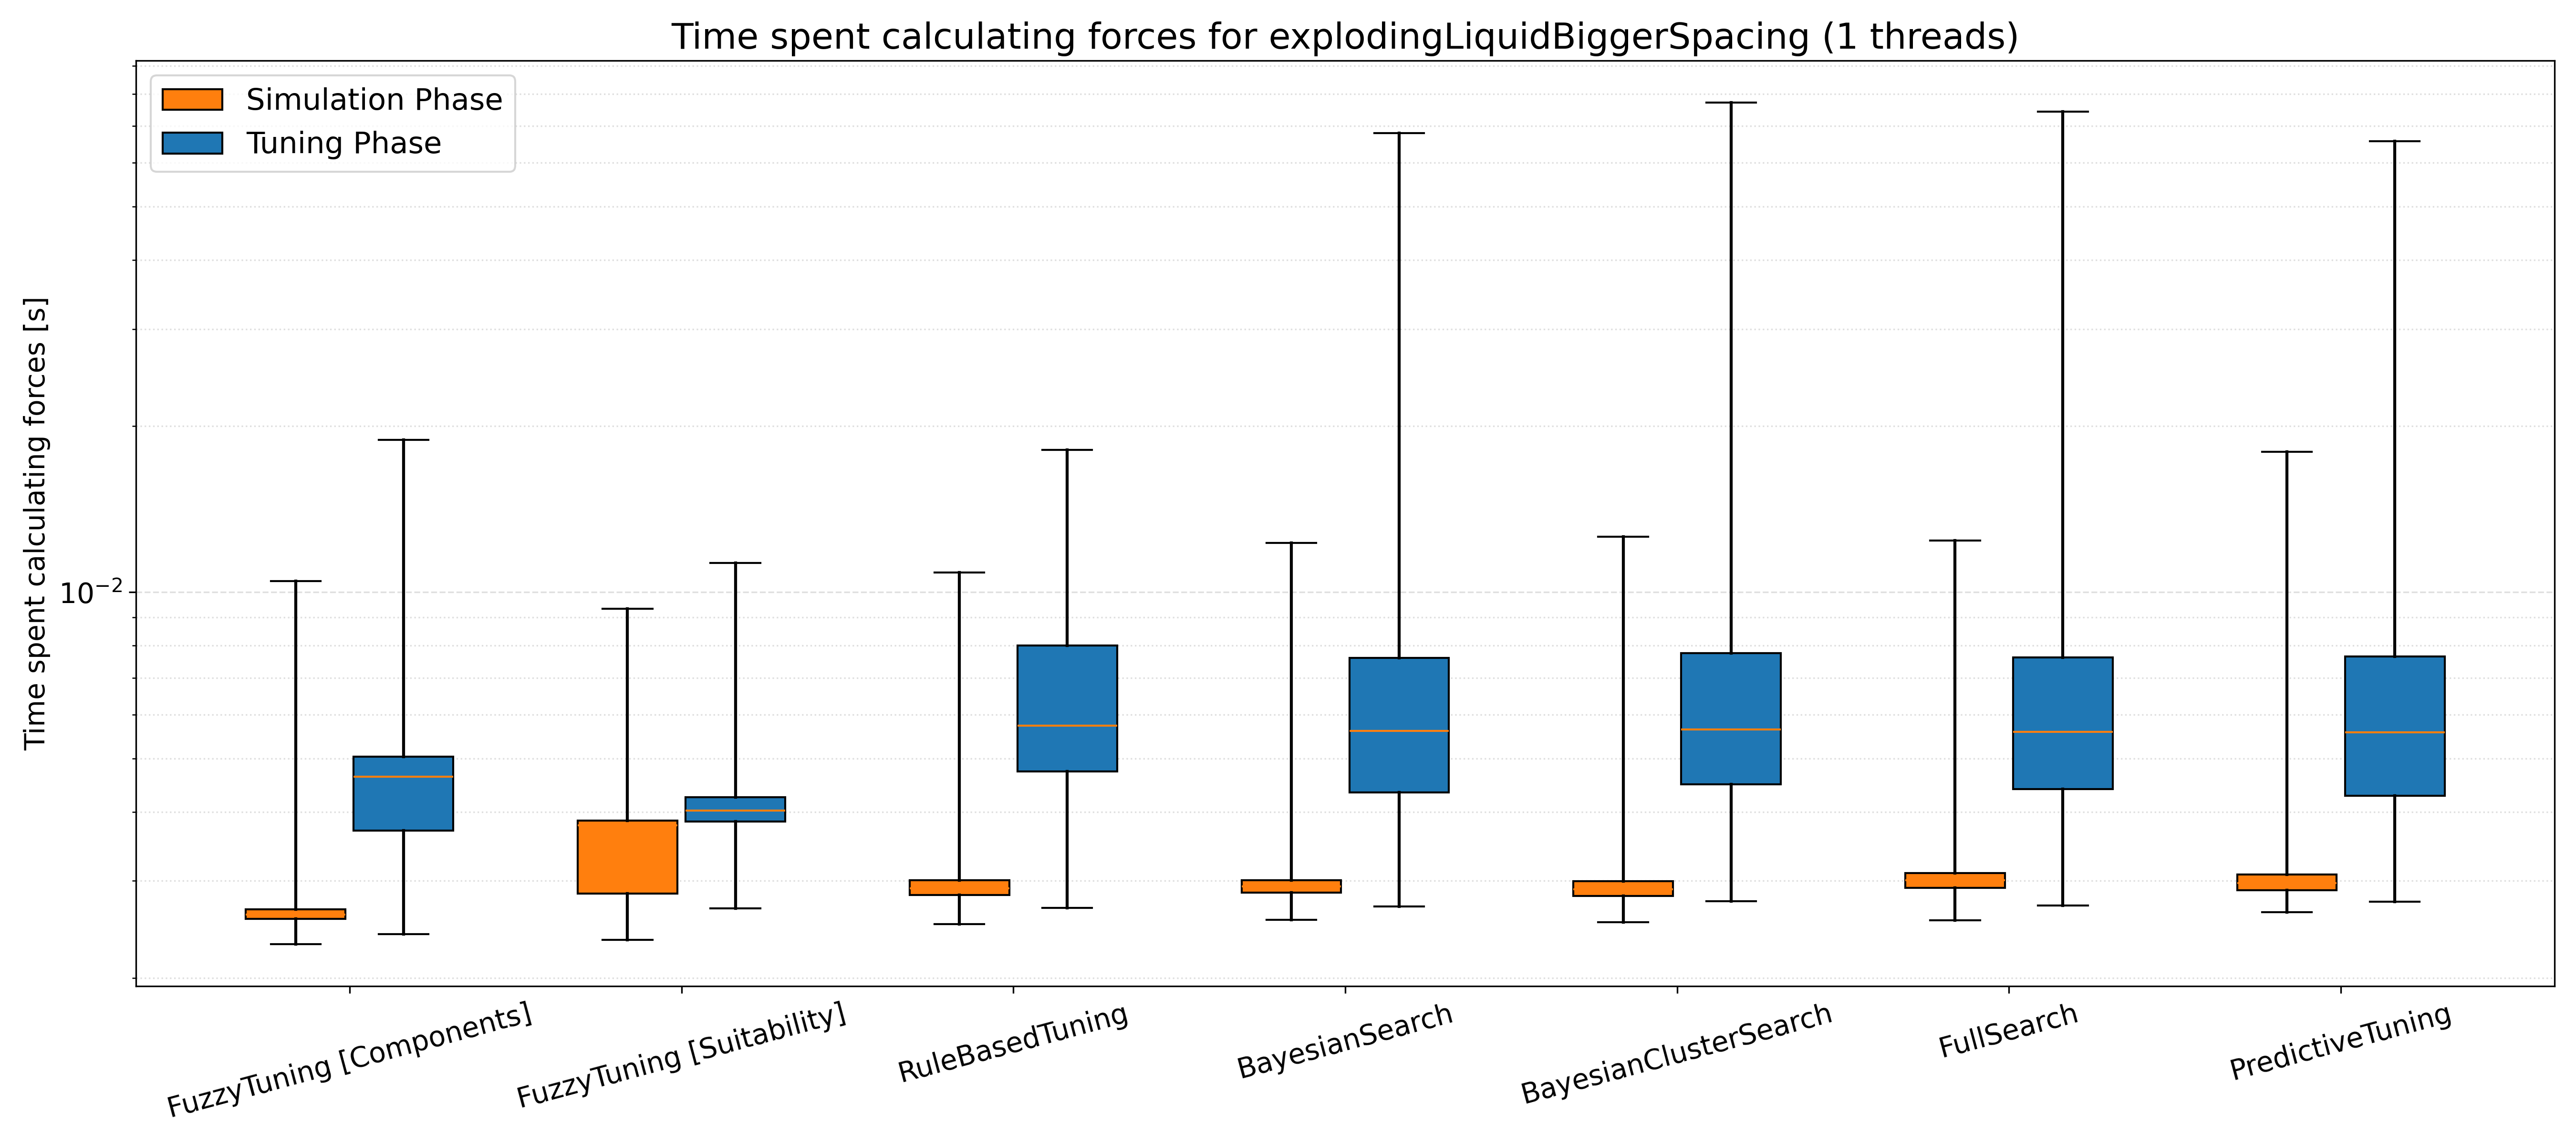 Time spent calculating forces for explodingLiquidBiggerSpacing (1 threads)
Simulation Phase
Tuning Phase
Time spent calculating forces [s]
10⁻²
FuzzyTuning [Components]
FuzzyTuning [Suitability]
RuleBasedTuning
BayesianSearch
BayesianClusterSearch
FullSearch
PredictiveTuning